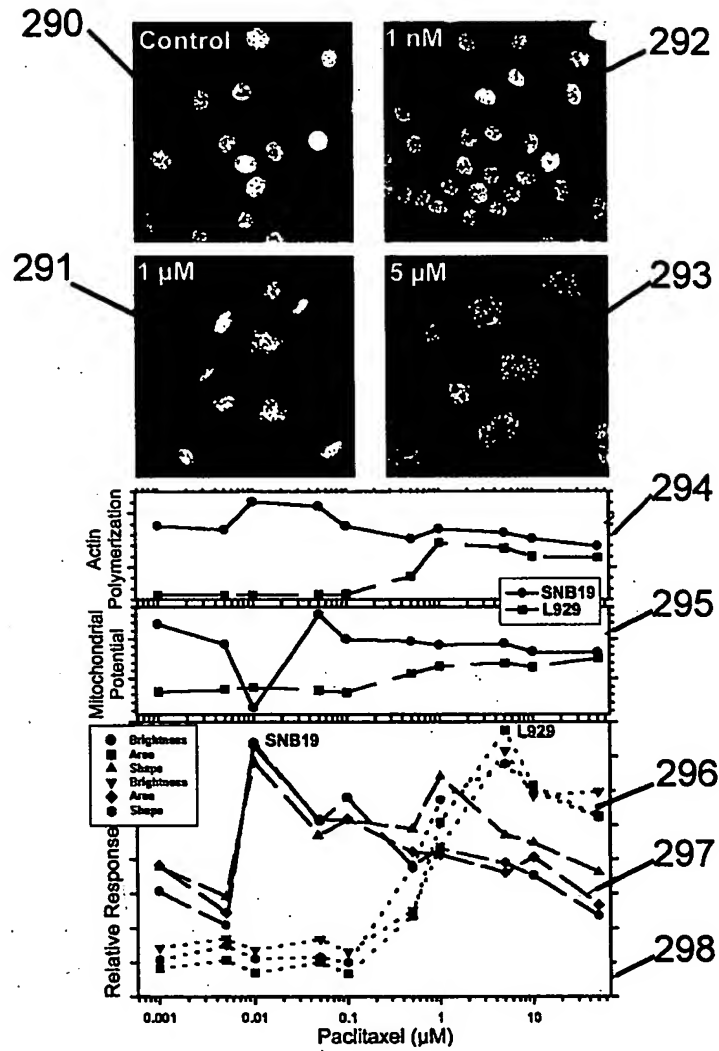 290
Control
1 nM
292
291
1 µM
5 µM
293
294
Actin
Polymerization
SNB19
L929
295
Mitochondrial
Potential
Brightness
Area
Shape
Brightness
Area
Shape
SNB19
L929
296
297
298
Relative Response
0.001
0.01
0.1
1
10
Paclitaxel (µM)